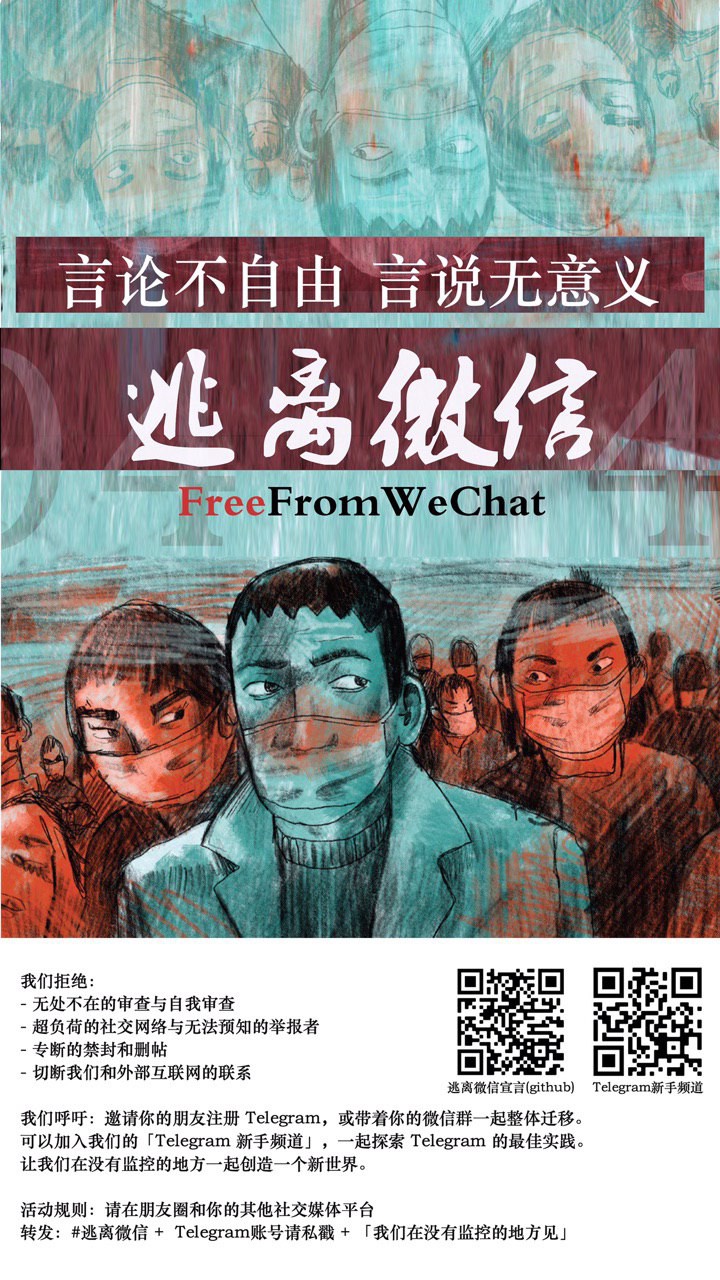 言论不自由 言说无意义
逃离微信
04 4
FreeFromWeChat
我们拒绝：
- 无处不在的审查与自我审查
- 超负荷的社交网络与无法预知的举报者
- 专断的禁封和删帖
- 切断我们和外部互联网的联系
逃离微信宣言(github)
Telegram新手频道
我们呼吁：邀请你的朋友注册 Telegram，或带着你的微信群一起整体迁移。
可以加入我们的「Telegram 新手频道」，一起探索 Telegram 的最佳实践。
让我们在没有监控的地方一起创造一个新世界。
活动规则：请在朋友圈和你的其他社交媒体平台
转发：#逃离微信 + Telegram账号请私戳 + 「我们在没有监控的地方见」